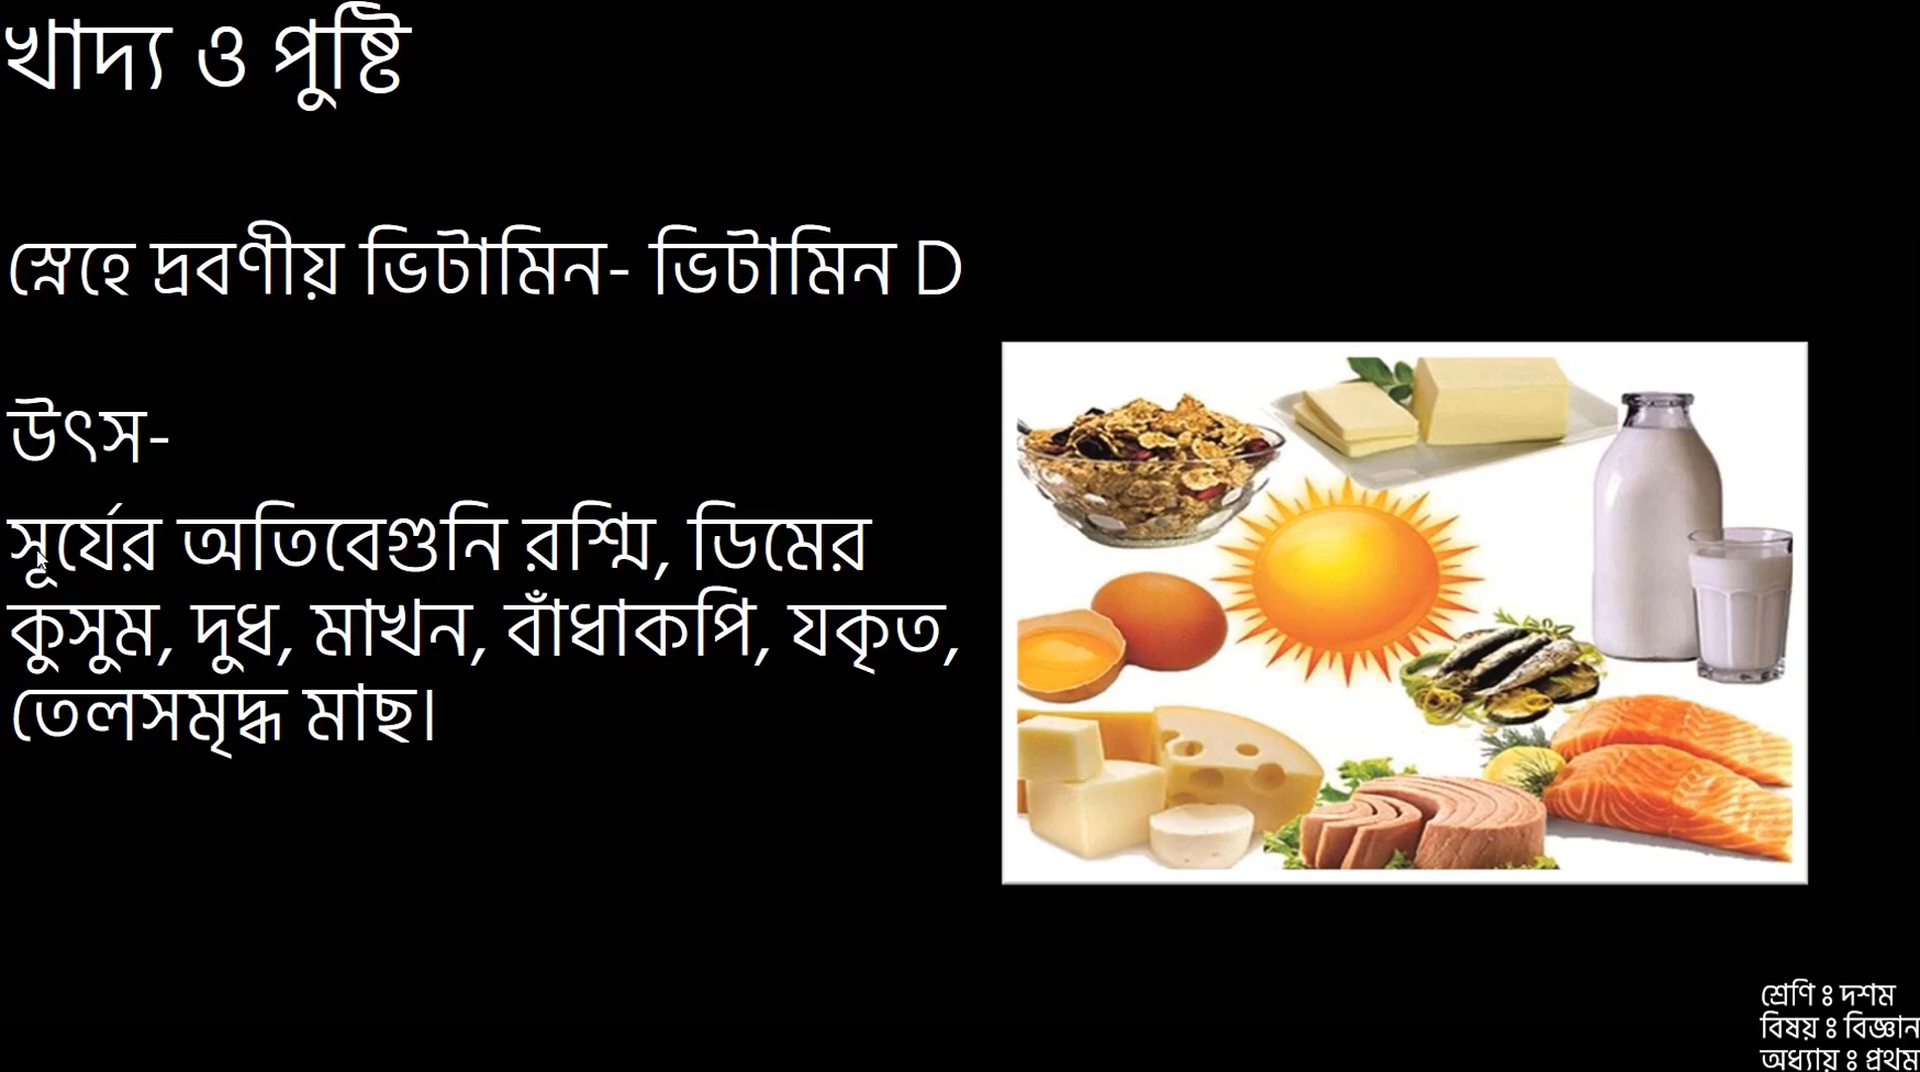 খাদ্য ও পুষ্টি
স্নেহে দ্রবণীয় ভিটামিন- ভিটামিন D
উৎস-
সূর্যের অতিবেগুনি রশ্মি, ডিমের
কুসুম, দুধ, মাখন, বাঁধাকপি, যকৃত,
তেলসমৃদ্ধ মাছ।
শ্রেণি ঃ দশম
বিষয় ঃ বিজ্ঞান
অধ্যায় ঃ প্রথম